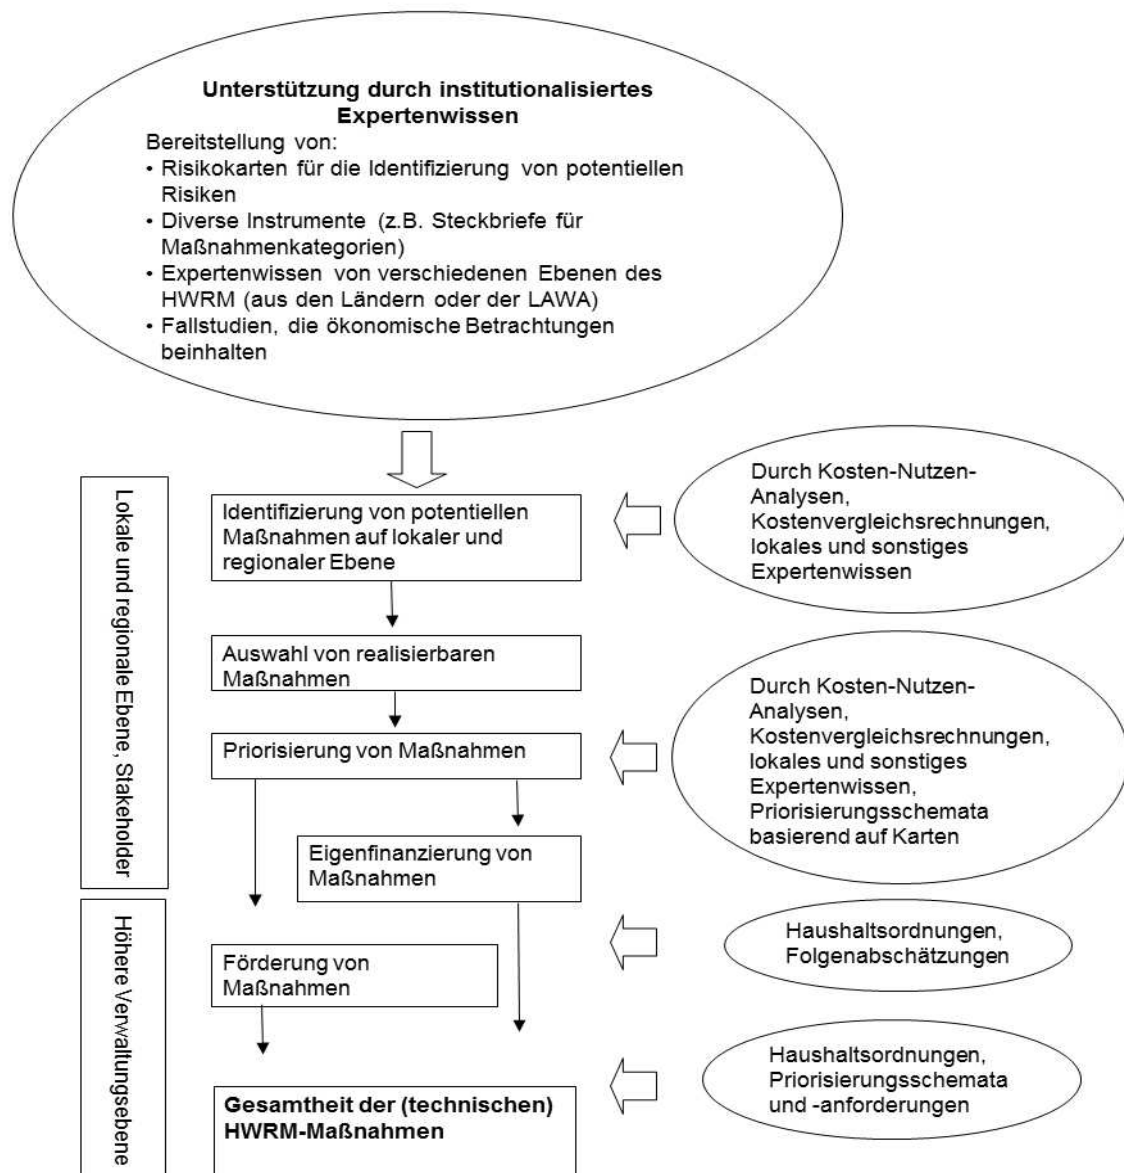 Unterstützung durch institutionalisiertes
Expertenwissen
Bereitstellung von:
• Risikokarten für die Identifizierung von potentiellen
Risiken
• Diverse Instrumente (z.B. Steckbriefe für
Maßnahmenkategorien)
• Expertenwissen von verschiedenen Ebenen des
HWRM (aus den Ländern oder der LAWA)
• Fallstudien, die ökonomische Betrachtungen
beinhalten
Lokale und regionale Ebene, Stakeholder
Identifizierung von potentiellen
Maßnahmen auf lokaler und
regionaler Ebene
Durch Kosten-Nutzen-
Analysen,
Kostenvergleichsrechnungen,
lokales und sonstiges
Expertenwissen
Auswahl von realisierbaren
Maßnahmen
Priorisierung von Maßnahmen
Durch Kosten-Nutzen-
Analysen,
Kostenvergleichsrechnungen,
lokales und sonstiges
Expertenwissen,
Priorisierungsschemata
basierend auf Karten
Eigenfinanzierung von
Maßnahmen
Höhere Verwaltungsebene
Förderung von
Maßnahmen
Haushaltsordnungen,
Folgenabschätzungen
Gesamtheit der (technischen)
HWRM-Maßnahmen
Haushaltsordnungen,
Priorisierungsschemata
und -anforderungen